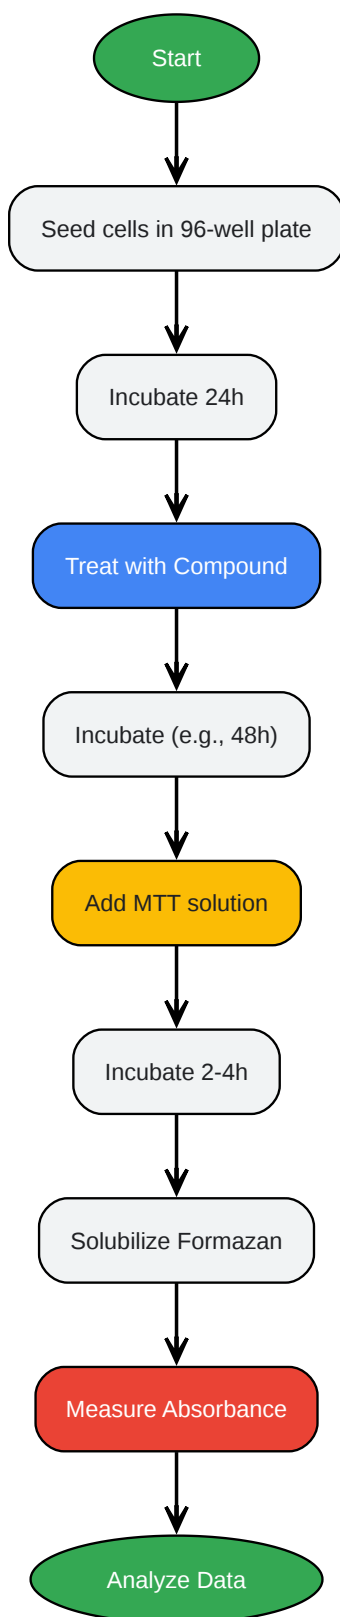 Start
Seed cells in 96-well plate
Incubate 24h
Treat with Compound
Incubate (e.g., 48h)
Add MTT solution
Incubate 2-4h
Solubilize Formazan
Measure Absorbance
Analyze Data